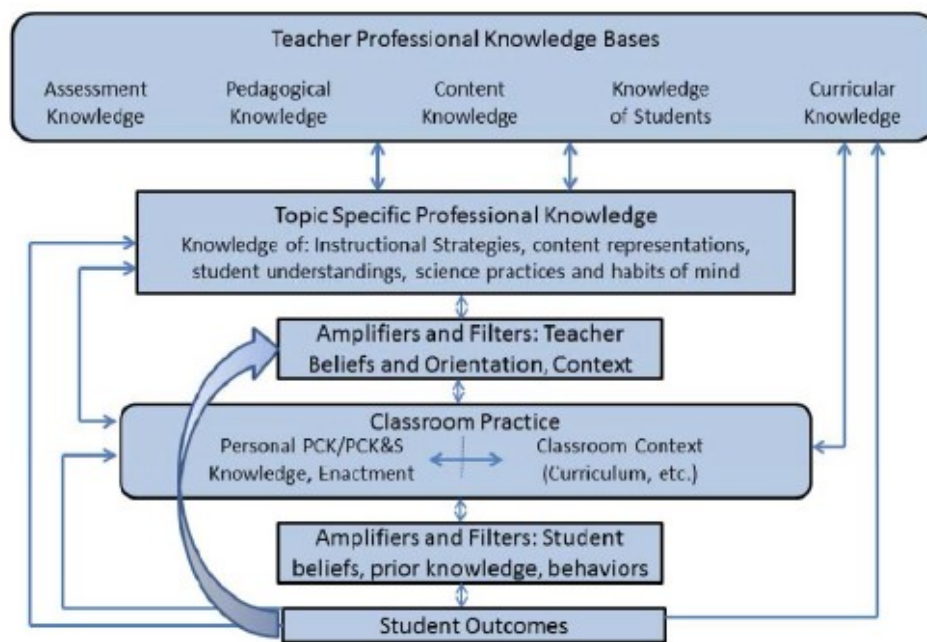 Teacher Professional Knowledge Bases
Assessment Knowledge
Pedagogical Knowledge
Content Knowledge
Knowledge of Students
Curricular Knowledge
Topic Specific Professional Knowledge
Knowledge of: Instructional Strategies, content representations,
student understandings, science practices and habits of mind
Amplifiers and Filters: Teacher
Beliefs and Orientation, Context
Classroom Practice
Personal PCK/PCK&S
Knowledge, Enactment
Classroom Context
(Curriculum, etc.)
Amplifiers and Filters: Student
beliefs, prior knowledge, behaviors
Student Outcomes